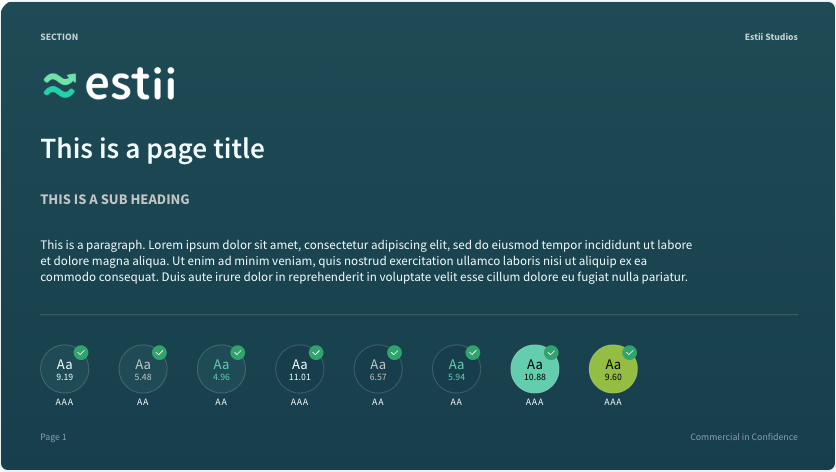 SECTION
Estii Studios
estii
This is a page title
THIS IS A SUB HEADING
This is a paragraph. Lorem ipsum dolor sit amet, consectetur adipiscing elit, sed do eiusmod tempor incididunt ut labore
et dolore magna aliqua. Ut enim ad minim veniam, quis nostrud exercitation ullamco laboris nisi ut aliquip ex ea
commodo consequat. Duis aute irure dolor in reprehenderit in voluptate velit esse cillum dolore eu fugiat nulla pariatur.
Aa Aa Aa Aa Aa Aa Aa Aa
9.19 5.48 4.96 11.01 6.57 5.94 10.88 9.60
AAA AA AA AAA AA AA AAA AAA
Page 1
Commercial in Confidence